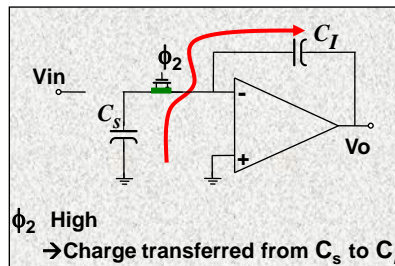 C_I
ϕ₂
Vin
C_s
-
+
Vo
ϕ₂ High
→Charge transferred from C_s to C_I